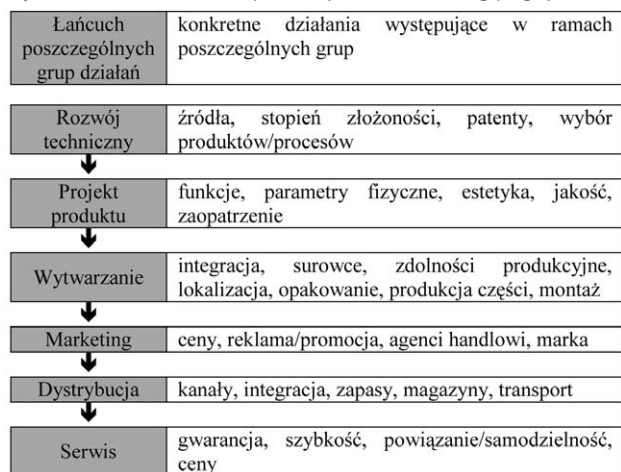 Łańcuch
poszczególnych
grup działań
konkretne działania występujące w ramach
poszczególnych grup
Rozwój
techniczny
źródła, stopień złożoności, patenty, wybór
produktów/procesów
Projekt
produktu
funkcje, parametry fizyczne, estetyka, jakość,
zaopatrzenie
Wytwarzanie
integracja, surowce, zdolności produkcyjne,
lokalizacja, opakowanie, produkcja części, montaż
Marketing
ceny, reklama/promocja, agenci handlowi, marka
Dystrybucja
kanały, integracja, zapasy, magazyny, transport
Serwis
gwarancja, szybkość, powiązanie/samodzielność,
ceny